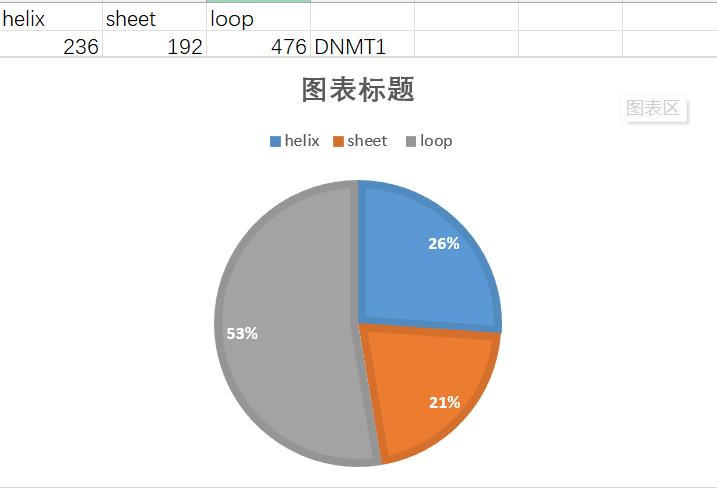 helix sheet loop
236 192 476 DNMT1
图表标题
图表区
helix sheet loop
26%
53%
21%